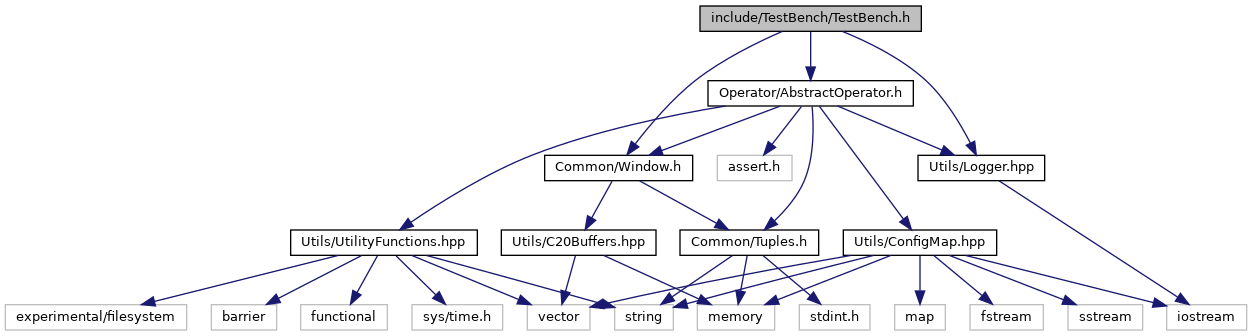 include/TestBench/TestBench.h
Operator/AbstractOperator.h
Common/Window.h
assert.h
Utils/Logger.hpp
Utils/UtilityFunctions.hpp
Utils/C20Buffers.hpp
Common/Tuples.h
Utils/ConfigMap.hpp
experimental/filesystem
barrier
functional
sys/time.h
vector
string
memory
stdint.h
map
fstream
sstream
iostream